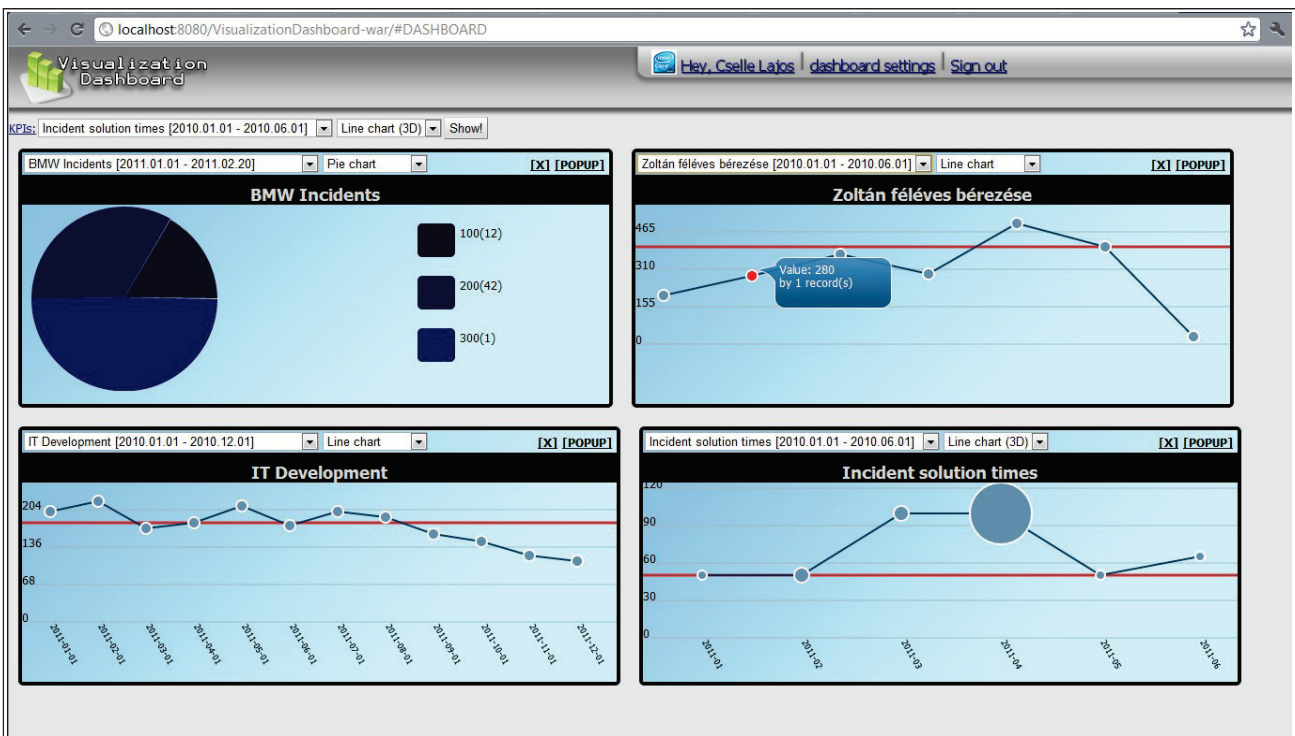 localhost:8080/VisualizationDashboard-war/#DASHBOARD
Visualization
Dashboard
Hey, Cselle Lajos
dashboard settings
Sign out
KPIs: Incident solution times [2010.01.01 - 2010.06.01] Line chart (3D) Show!
BMW Incidents [2011.01.01 - 2011.02.20] Pie chart [X] [POPUP]
BMW Incidents
100(12)
200(42)
300(1)
Zoltán féléves bérezése [2010.01.01 - 2010.06.01] Line chart [X] [POPUP]
Zoltán féléves bérezése
465
310
155
0
Value: 280
by 1 record(s)
IT Development [2010.01.01 - 2010.12.01] Line chart [X] [POPUP]
IT Development
204
136
68
0
2011-01-01
2011-02-01
2011-03-01
2011-04-01
2011-05-01
2011-06-01
2011-07-01
2011-08-01
2011-09-01
2011-10-01
2011-11-01
2011-12-01
Incident solution times [2010.01.01 - 2010.06.01] Line chart (3D) [X] [POPUP]
Incident solution times
120
90
60
30
0
2011-01
2011-02
2011-03
2011-04
2011-05
2011-06